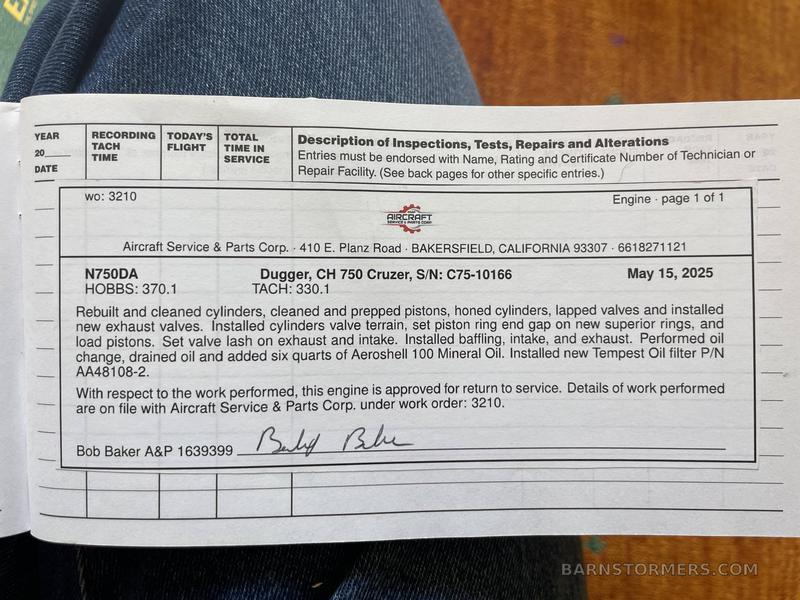 YEAR
20____
DATE
RECORDING
TACH
TIME
TODAY'S
FLIGHT
TOTAL
TIME IN
SERVICE
Description of Inspections, Tests, Repairs and Alterations
Entries must be endorsed with Name, Rating and Certificate Number of Technician or
Repair Facility. (See back pages for other specific entries.)
wo: 3210
Engine · page 1 of 1
AIRCRAFT
SERVICE & PARTS CORP.
Aircraft Service & Parts Corp. · 410 E. Planz Road · BAKERSFIELD, CALIFORNIA 93307 · 6618271121
N750DA Dugger, CH 750 Cruzer, S/N: C75-10166 May 15, 2025
HOBBS: 370.1 TACH: 330.1
Rebuilt and cleaned cylinders, cleaned and prepped pistons, honed cylinders, lapped valves and installed
new exhaust valves. Installed cylinders valve terrain, set piston ring end gap on new superior rings, and
load pistons. Set valve lash on exhaust and intake. Installed baffling, intake, and exhaust. Performed oil
change, drained oil and added six quarts of Aeroshell 100 Mineral Oil. Installed new Tempest Oil filter P/N
AA48108-2.
With respect to the work performed, this engine is approved for return to service. Details of work performed
are on file with Aircraft Service & Parts Corp. under work order: 3210.
Bob Baker A&P 1639399
BARNSTORMERS.COM